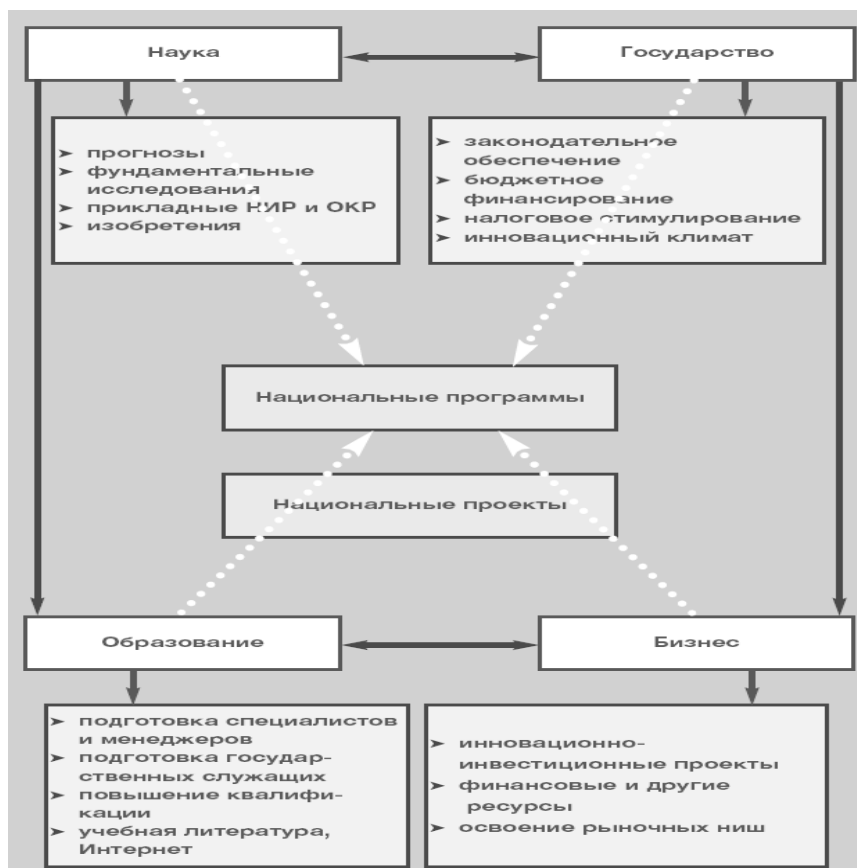 Наука
Государство
➤ прогнозы
➤ фундаментальные
исследования
➤ прикладные НИР и ОКР
➤ изобретения
➤ законодательное
обеспечение
➤ бюджетное
финансирование
➤ налоговое стимулирование
➤ инновационный климат
Национальные программы
Национальные проекты
Образование
Бизнес
➤ подготовка специалистов
и менеджеров
➤ подготовка государ-
ственных служащих
➤ повышение квалифи-
кации
➤ учебная литература,
Интернет
➤ инновационно-
инвестиционные проекты
➤ финансовые и другие
ресурсы
➤ освоение рыночных ниш